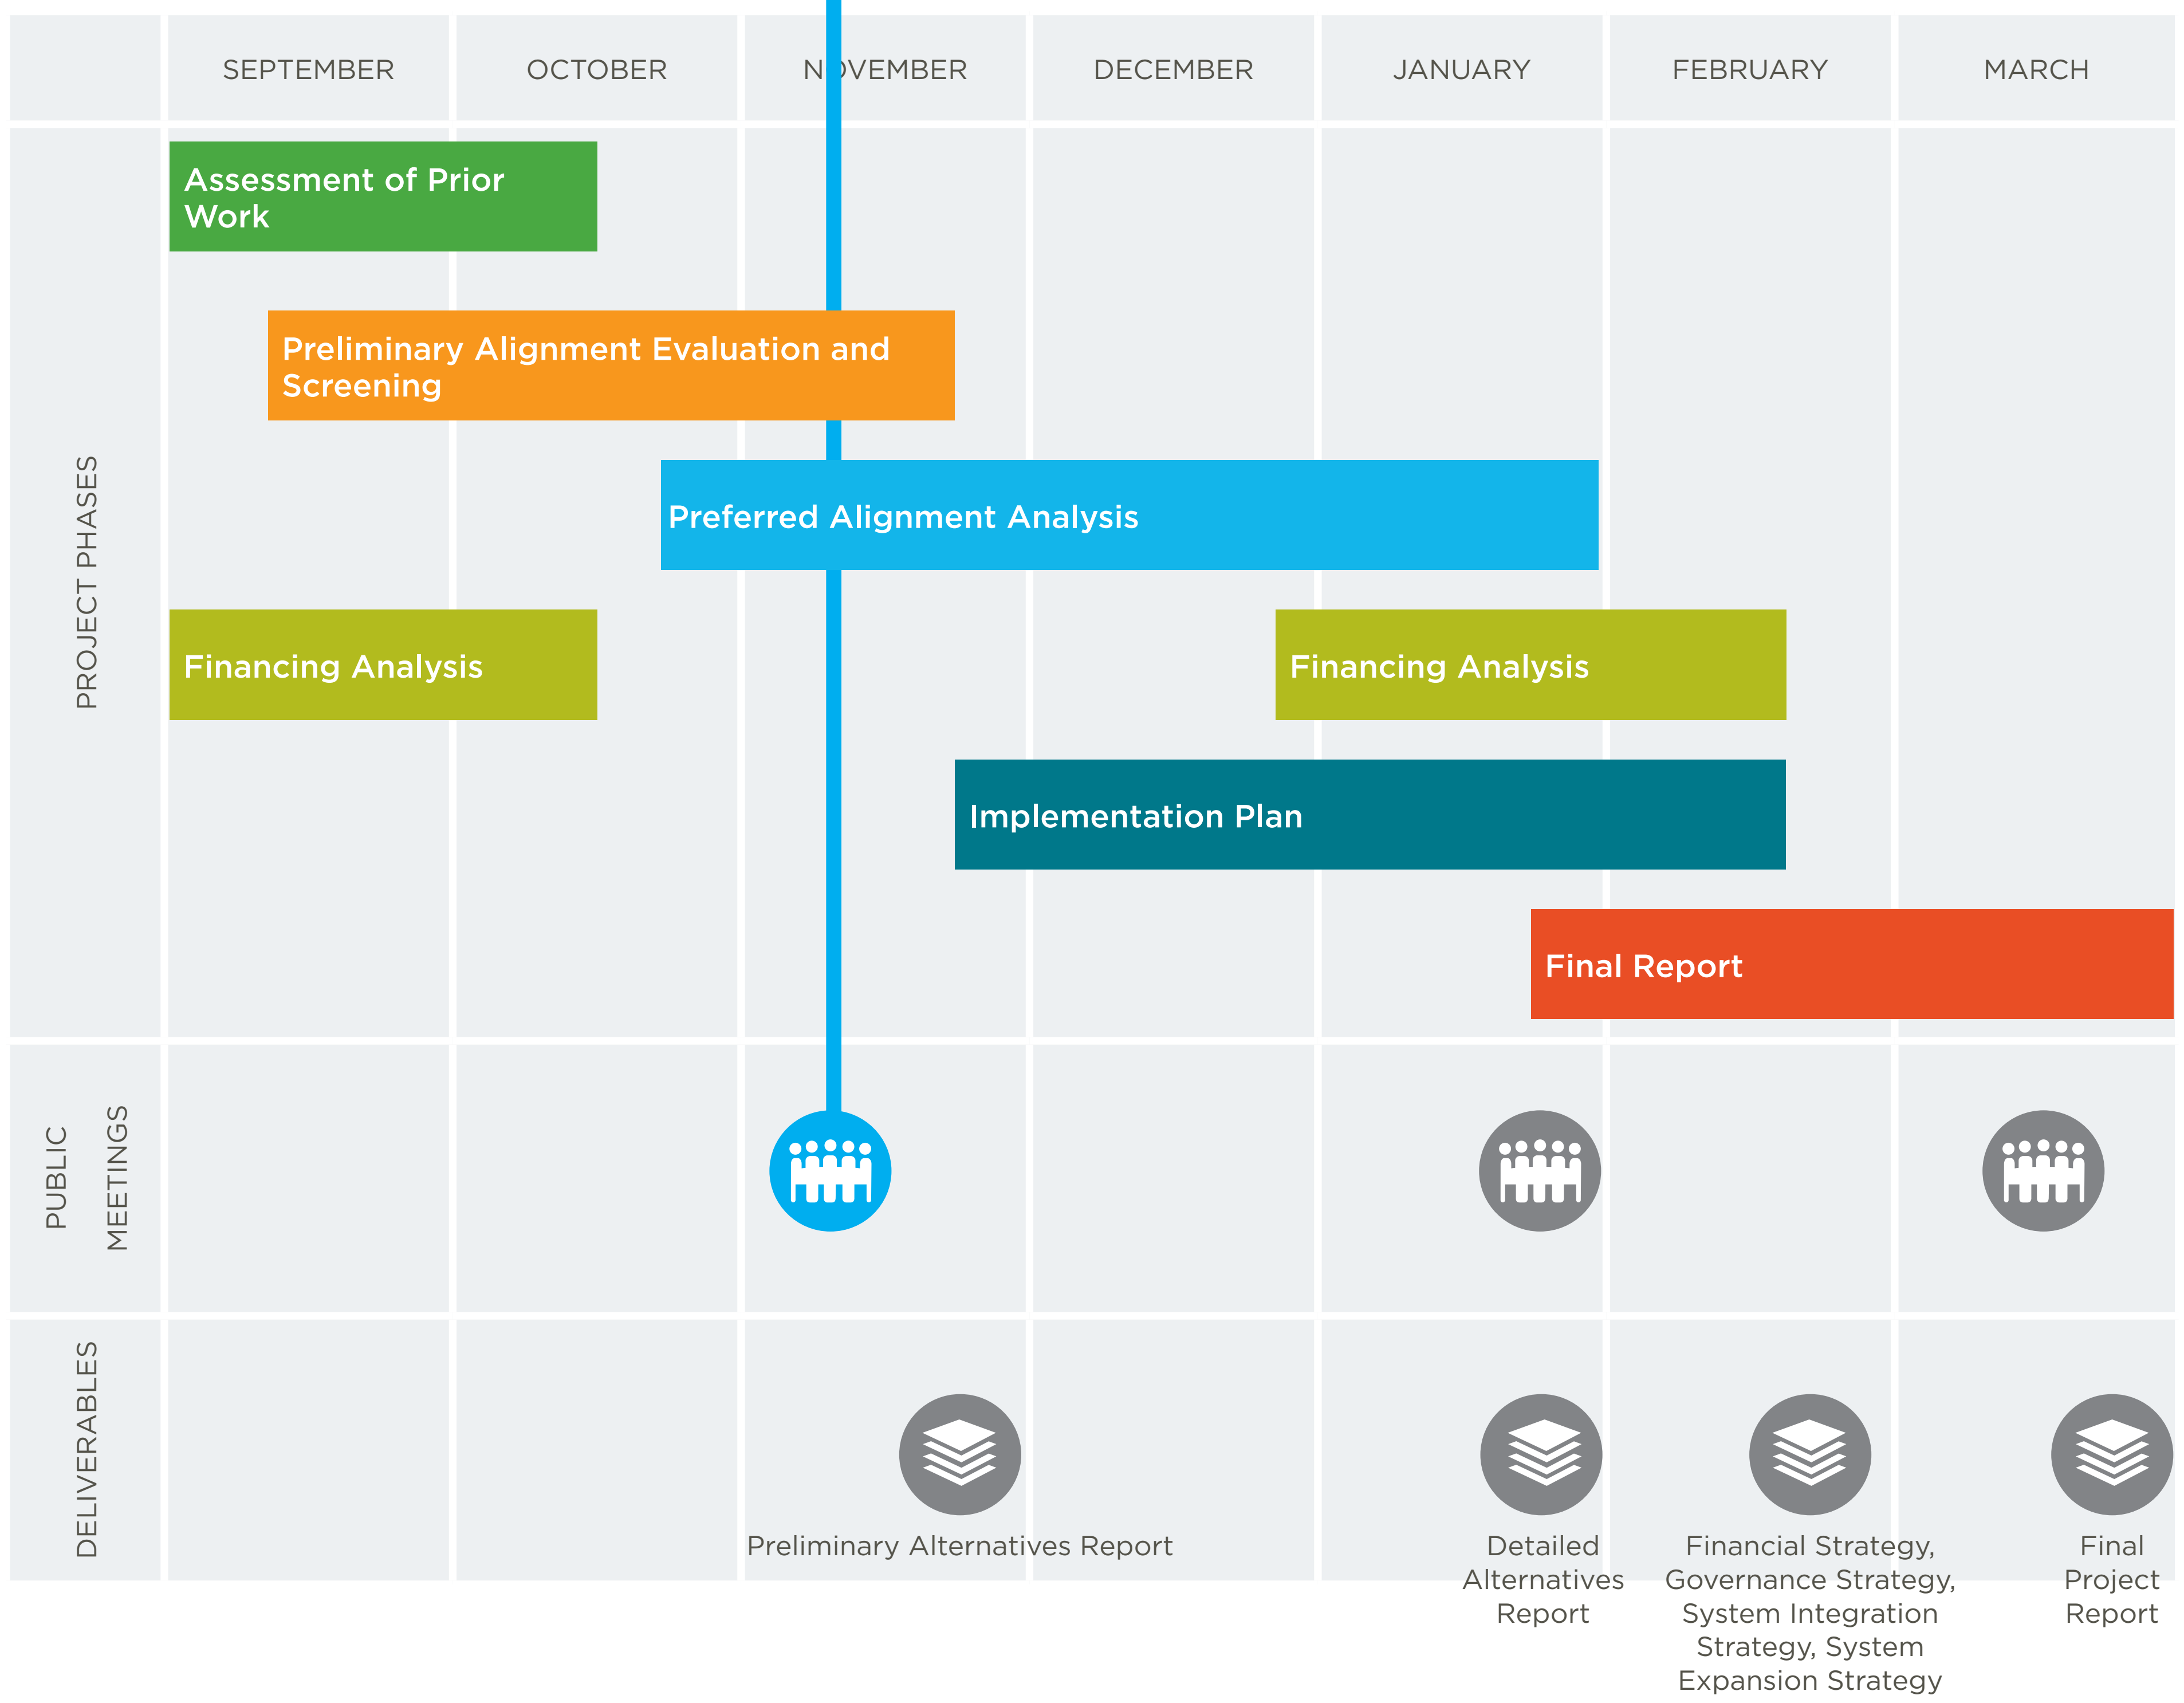 SEPTEMBER
OCTOBER
NOVEMBER
DECEMBER
JANUARY
FEBRUARY
MARCH
PROJECT PHASES
Assessment of Prior
Work
Preliminary Alignment Evaluation and
Screening
Preferred Alignment Analysis
Financing Analysis
Financing Analysis
Implementation Plan
Final Report
PUBLIC
MEETINGS
DELIVERABLES
Preliminary Alternatives Report
Detailed
Alternatives
Report
Financial Strategy,
Governance Strategy,
System Integration
Strategy, System
Expansion Strategy
Final
Project
Report